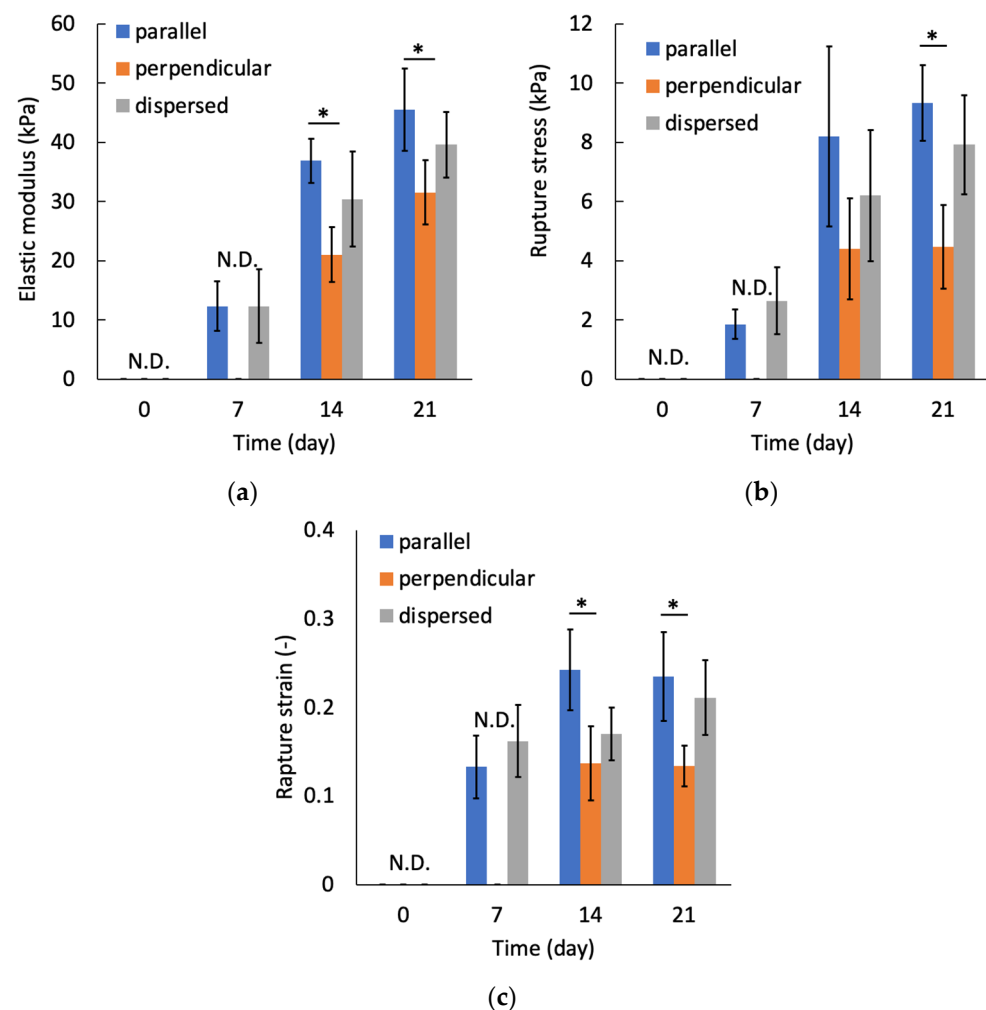 60
50
40
30
20
10
0
Elastic modulus (kPa)
parallel
perpendicular
dispersed
*
*
N.D.
N.D.
0 7 14 21
Time (day)
(a)
12
10
8
6
4
2
0
Rupture stress (kPa)
parallel
perpendicular
dispersed
*
N.D.
N.D.
0 7 14 21
Time (day)
(b)
0.4
0.3
0.2
0.1
0
Rapture strain (-)
parallel
perpendicular
dispersed
*
*
N.D.
N.D.
0 7 14 21
Time (day)
(c)